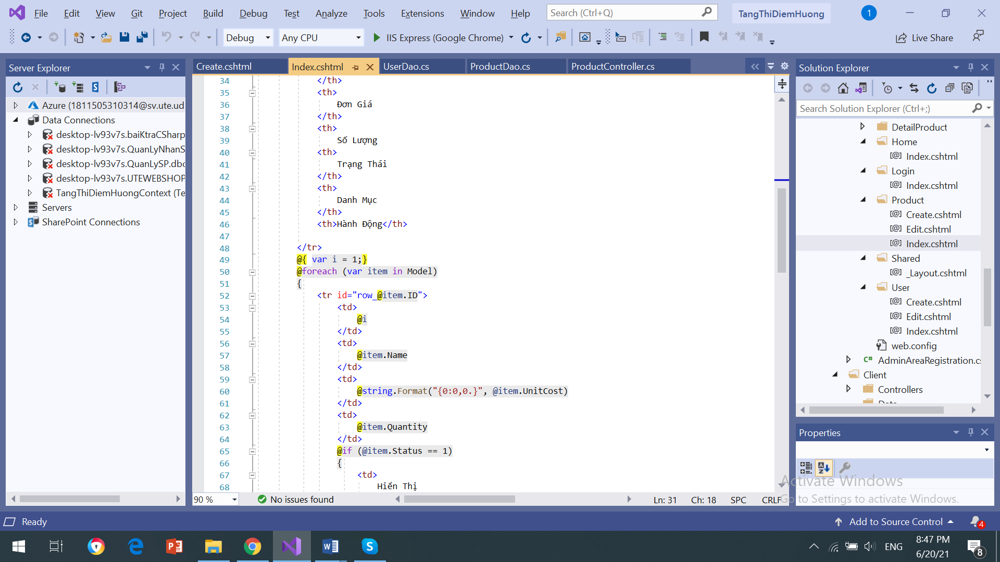 File Edit View Git Project Build Debug Test Analyze Tools Extensions Window Help Search (Ctrl+Q) TangThiDiemHuong 1
Debug Any CPU IIS Express (Google Chrome) Live Share
Server Explorer
Azure (1811505310314@sv.ute.ud
Data Connections
desktop-lv93v7s.baiKtraCSharp
desktop-lv93v7s.QuanLyNhanS
desktop-lv93v7s.QuanLySP.dbo
desktop-lv93v7s.UTEWEBSHOP
TangThiDiemHuongContext (Te
Servers
SharePoint Connections
Create.cshtml Index.cshtml UserDao.cs ProductDao.cs ProductController.cs
34 </th>
35 <th>
36 Đơn Giá
37 </th>
38 <th>
39 Số Lượng
40 <th>
41 Trạng Thái
42 </th>
43 <th>
44 Danh Mục
45 </th>
46 <th>Hành Động</th>
47
48 </tr>
49 @{ var i = 1;}
50 @foreach (var item in Model)
51 {
52 <tr id="row_@item.ID">
53 <td>
54 @i
55 </td>
56 <td>
57 @item.Name
58 </td>
59 <td>
60 @string.Format("{0:0,0.}", @item.UnitCost)
61 </td>
62 <td>
63 @item.Quantity
64 </td>
65 @if (@item.Status == 1)
66 {
67 <td>
68 Hiển Thị
90 % No issues found Ln: 31 Ch: 18 SPC CRLF
Solution Explorer
Search Solution Explorer (Ctrl+;)
DetailProduct
Home
[@] Index.cshtml
Login
[@] Index.cshtml
Product
[@] Create.cshtml
[@] Edit.cshtml
[@] Index.cshtml
Shared
[@] _Layout.cshtml
User
[@] Create.cshtml
[@] Edit.cshtml
[@] Index.cshtml
web.config
C# AdminAreaRegistration.cs
Client
Controllers
Properties
Activate Windows
Go to Settings to activate Windows.
Ready Add to Source Control 4
ENG 8:47 PM
6/20/21 8